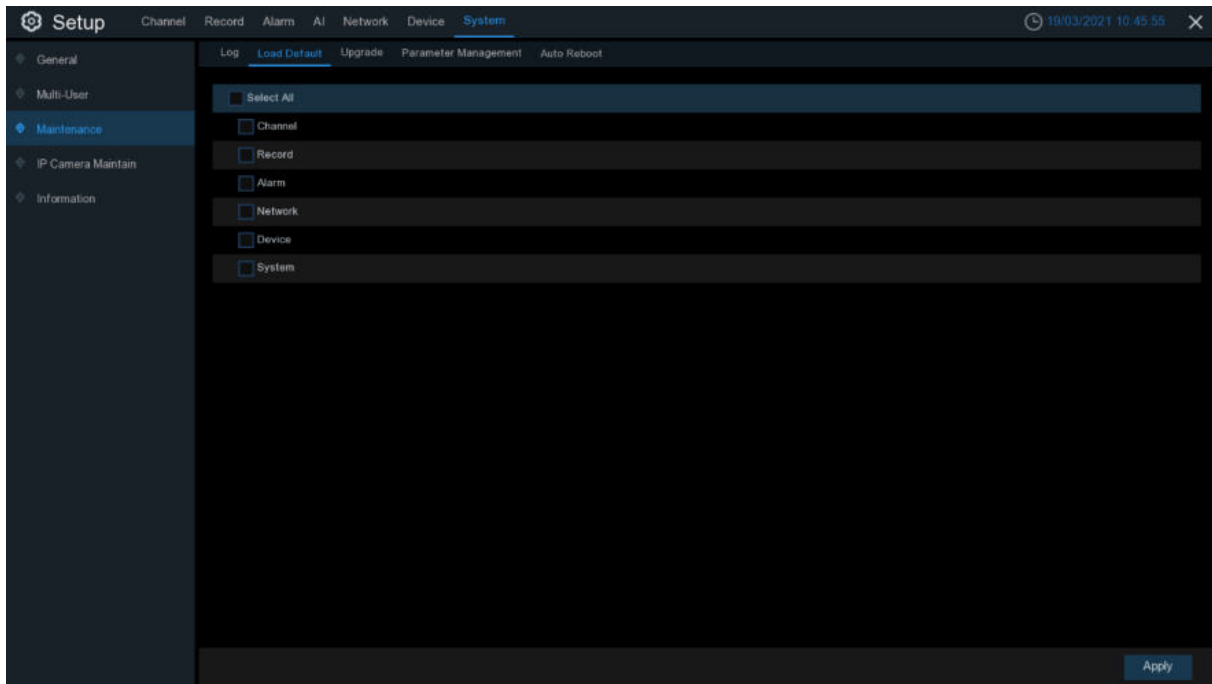 Setup Channel Record Alarm AI Network Device System 19/03/2021 10:45:55
General
Multi-User
Maintenance
IP Camera Maintain
Information
Log Load Default Upgrade Parameter Management Auto Reboot
Select All
Channel
Record
Alarm
Network
Device
System
Apply